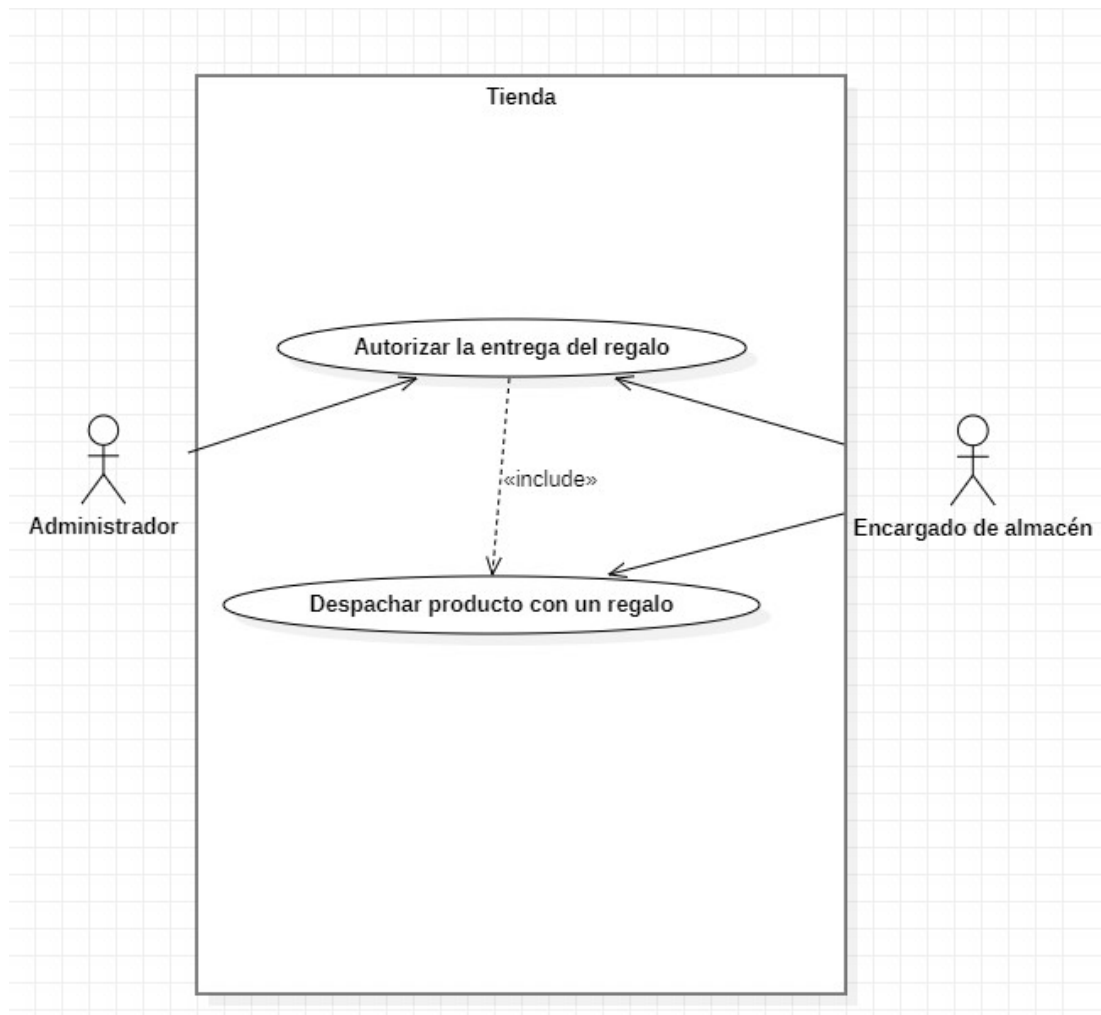 Tienda
Autorizar la entrega del regalo
«include»
Administrador
Encargado de almacén
Despachar producto con un regalo